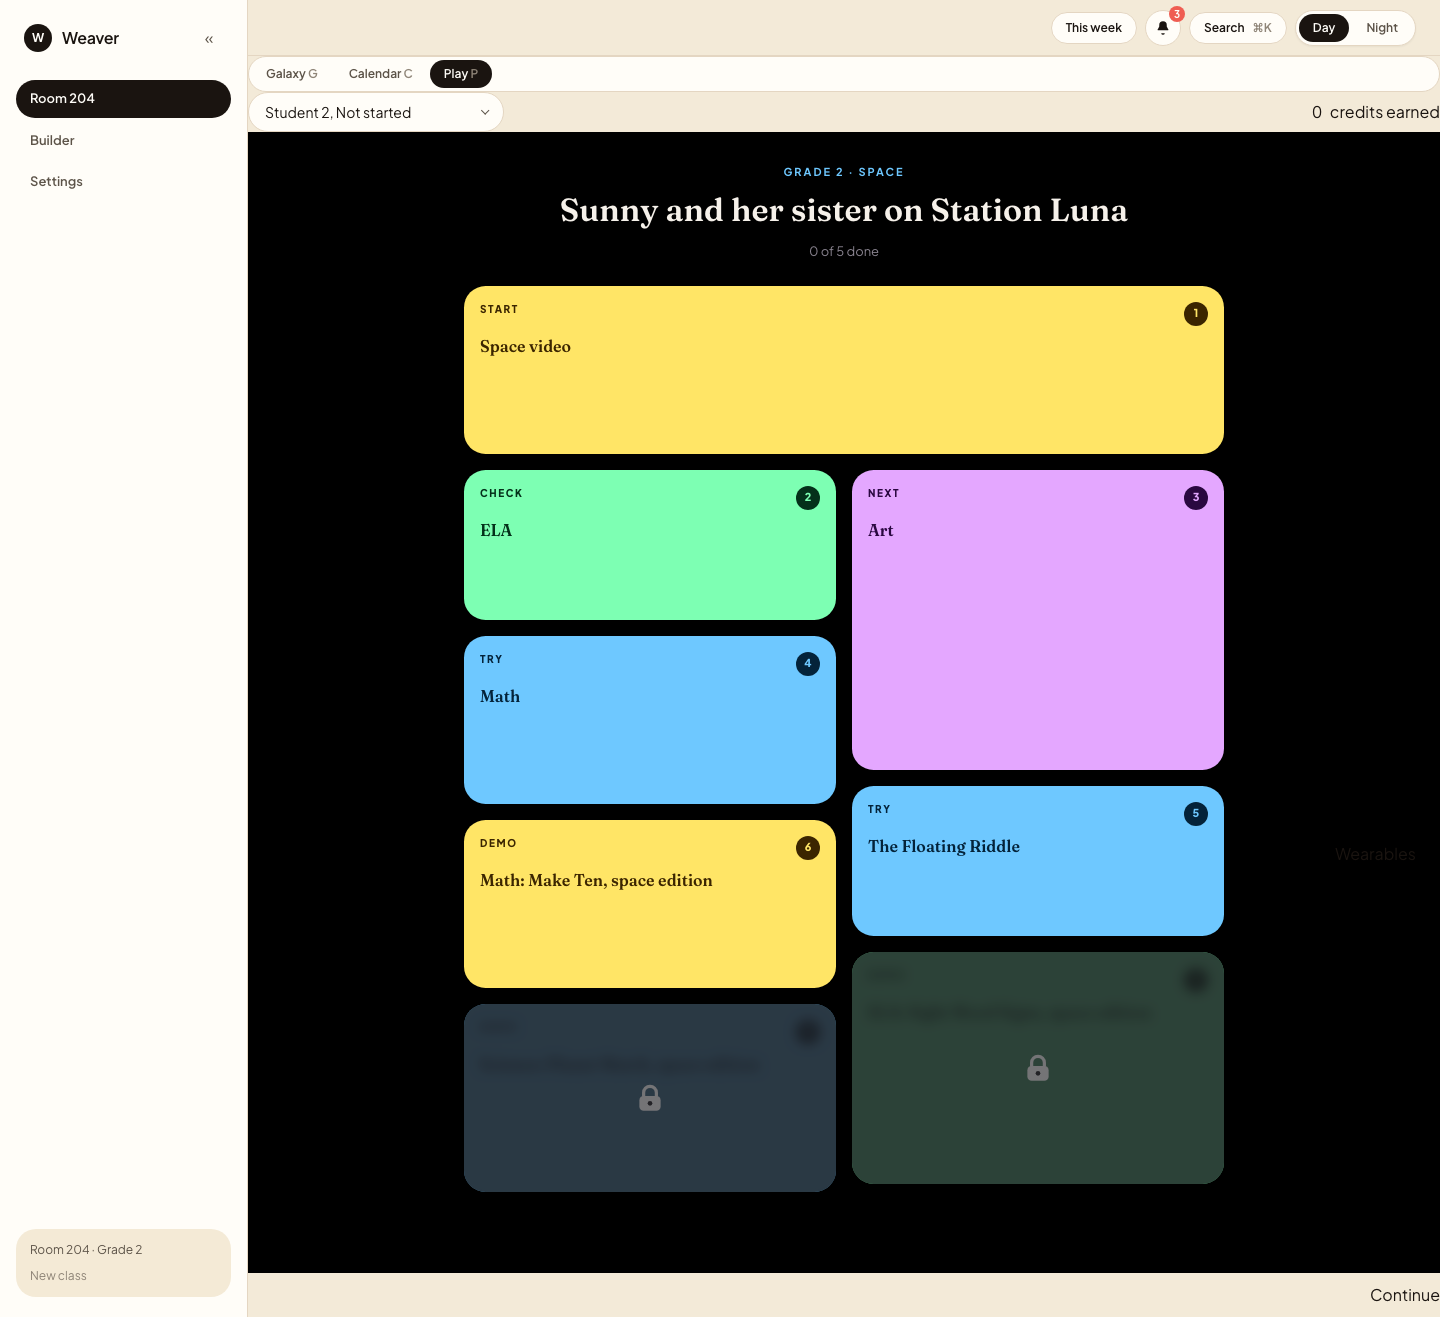 W Weaver «
This week
3
Search ⌘K
Day Night
Room 204
Builder
Settings
Galaxy G Calendar C Play P
Student 2, Not started
0 credits earned
GRADE 2 · SPACE
Sunny and her sister on Station Luna
0 of 5 done
START 1
Space video
CHECK 2
ELA
NEXT 3
Art
TRY 4
Math
TRY 5
The Floating Riddle
DEMO 6
Math: Make Ten, space edition
Wearables
Room 204 · Grade 2
New class
Continue